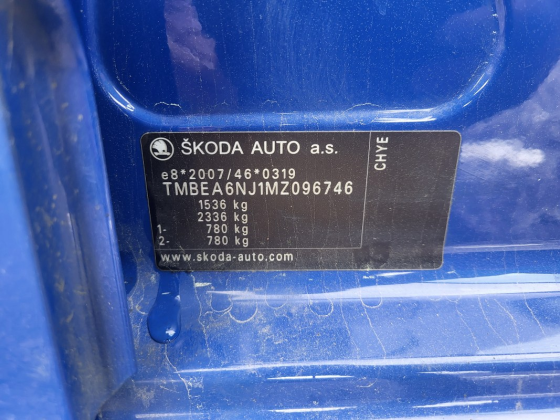 ŠKODA AUTO a.s.
CHYE
e8*2007/46*0319
TMBEA6NJ1MZ096746
1536 kg
2336 kg
1- 780 kg
2- 780 kg
www.skoda-auto.com